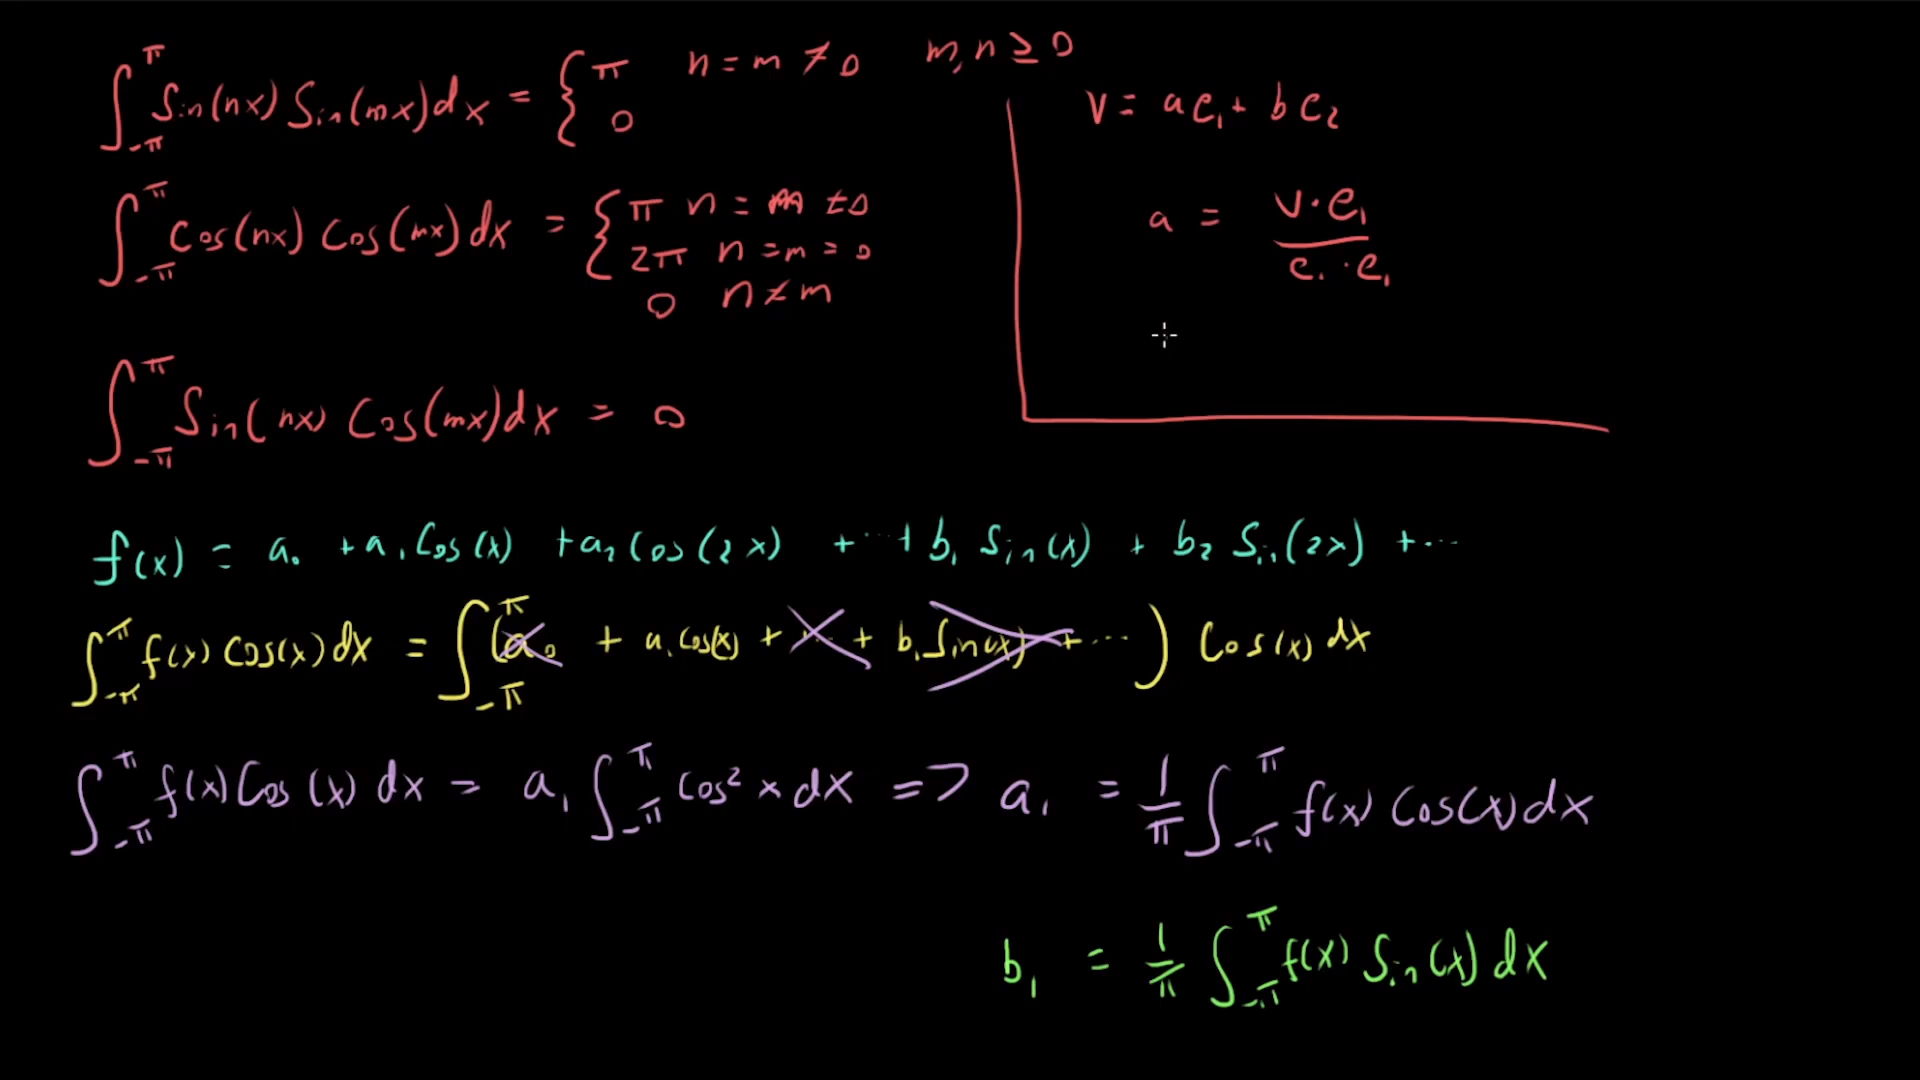 ∫_{-π}^{π} Sin(nx) Sin(mx)dx = { π n = m ≠ 0 m, n ≥ 0
0
∫_{-π}^{π} Cos(nx) Cos(mx)dx = { π n = m ≠ 0
2π n = m = 0
0 n ≠ m
∫_{-π}^{π} Sin(nx) Cos(mx)dx = 0
v = a e₁ + b e₂
a = (v · e₁)/(e₁ · e₁)
f(x) = a₀ + a₁ Cos(x) + a₂ Cos(2x) + ... + b₁ Sin(x) + b₂ Sin(2x) + ...
∫_{-π}^{π} f(x) Cos(x)dx = ∫_{-π}^{π} (a₀ + a₁ Cos(x) + ... + b₁ Sin(x) + ...) Cos(x) dx
∫_{-π}^{π} f(x) Cos(x) dx = a₁ ∫_{-π}^{π} Cos² x dx => a₁ = 1/π ∫_{-π}^{π} f(x) Cos(x) dx
b₁ = 1/π ∫_{-π}^{π} f(x) Sin(x) dx